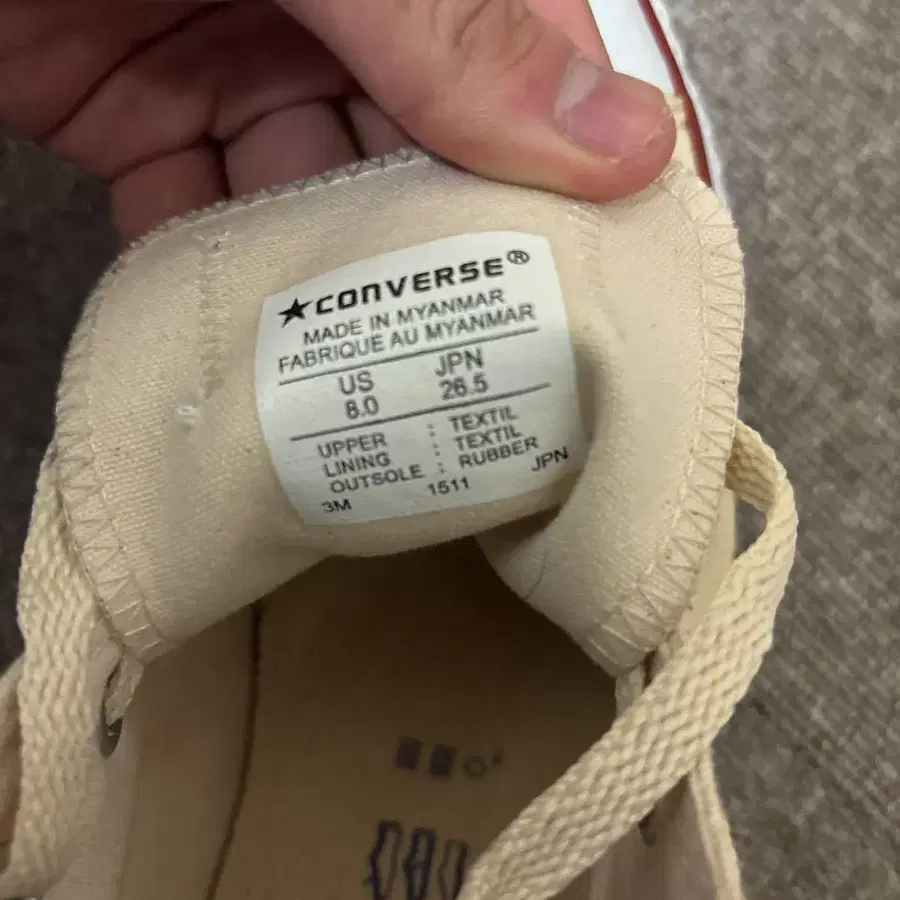 ★CONVERSE®
MADE IN MYANMAR
FABRIQUE AU MYANMAR
US JPN
8.0 26.5
UPPER : TEXTIL
LINING : TEXTIL
OUTSOLE : RUBBER
3M 1511 JPN